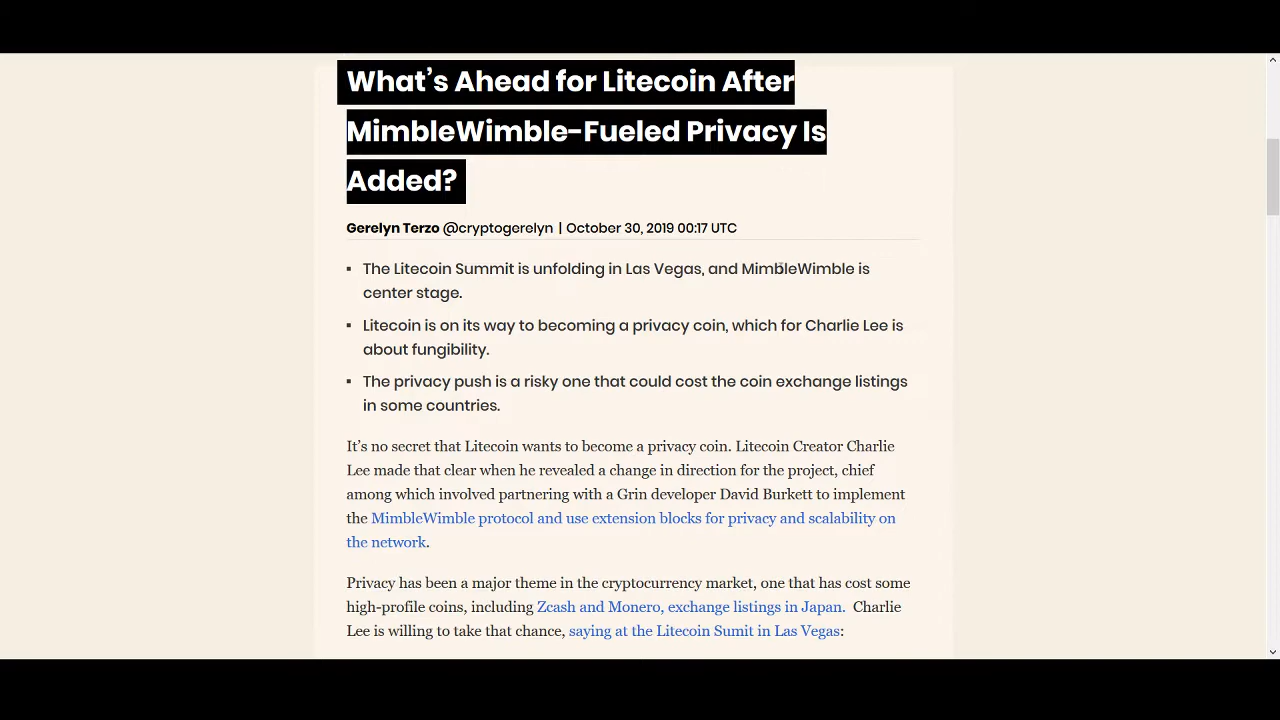 What's Ahead for Litecoin After
MimbleWimble-Fueled Privacy Is
Added?
Gerelyn Terzo @cryptogerelyn | October 30, 2019 00:17 UTC
▪ The Litecoin Summit is unfolding in Las Vegas, and MimbleWimble is
center stage.
▪ Litecoin is on its way to becoming a privacy coin, which for Charlie Lee is
about fungibility.
▪ The privacy push is a risky one that could cost the coin exchange listings
in some countries.
It's no secret that Litecoin wants to become a privacy coin. Litecoin Creator Charlie
Lee made that clear when he revealed a change in direction for the project, chief
among which involved partnering with a Grin developer David Burkett to implement
the MimbleWimble protocol and use extension blocks for privacy and scalability on
the network.
Privacy has been a major theme in the cryptocurrency market, one that has cost some
high-profile coins, including Zcash and Monero, exchange listings in Japan.  Charlie
Lee is willing to take that chance, saying at the Litecoin Sumit in Las Vegas: